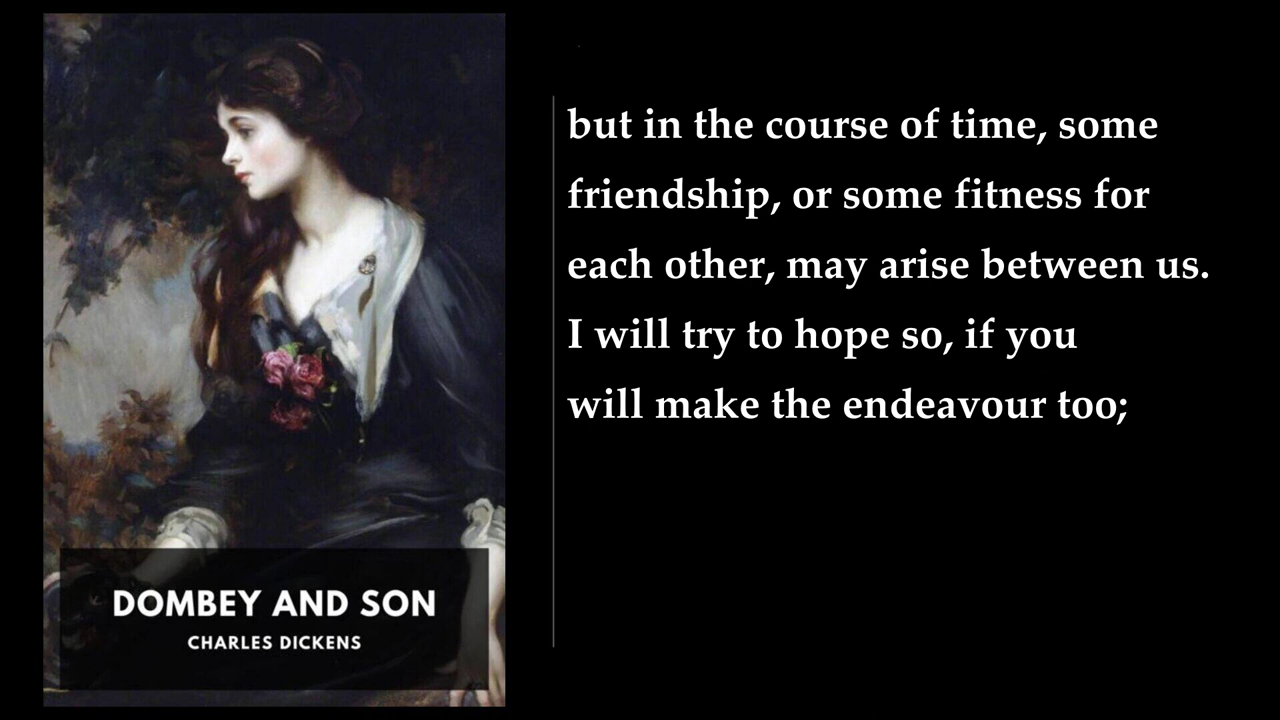 but in the course of time, some
friendship, or some fitness for
each other, may arise between us.
I will try to hope so, if you
will make the endeavour too;
DOMBEY AND SON
CHARLES DICKENS